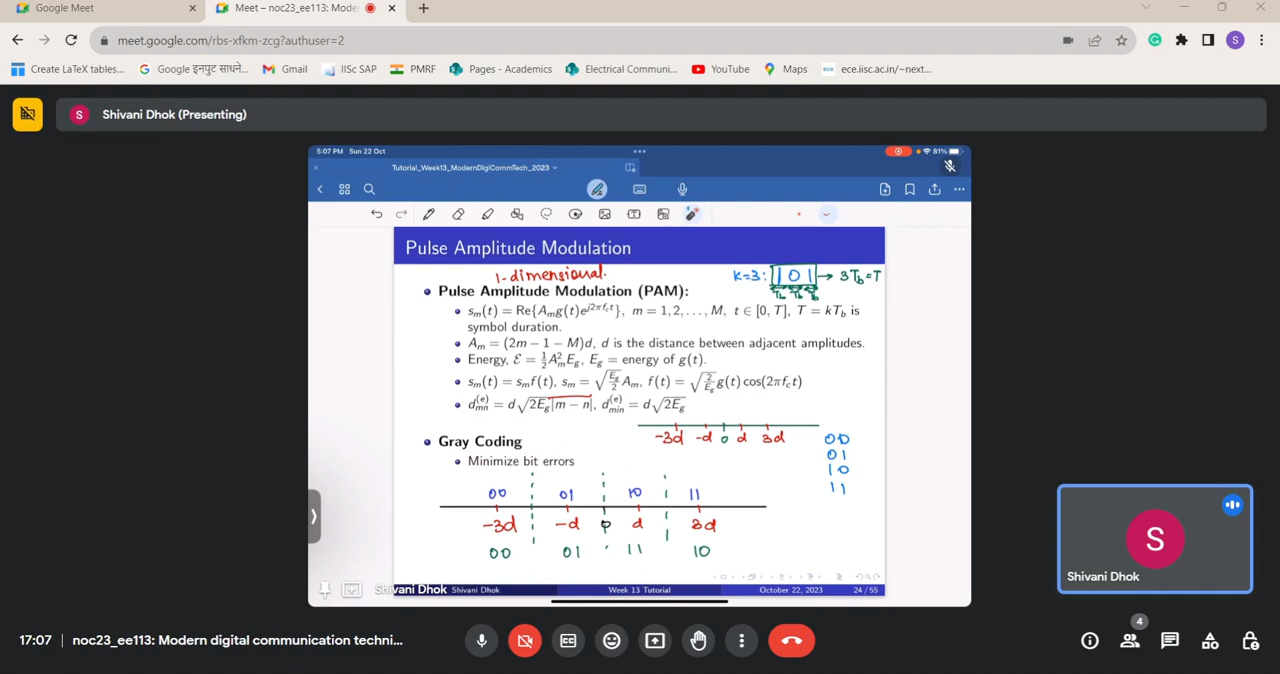 Google Meet
Meet – noc23_ee113: Mode
meet.google.com/rbs-xfkm-zcg?authuser=2
S
Create LaTeX tables...
Google इनपुट साधने...
Gmail
IISc SAP
PMRF
Pages - Academics
Electrical Communi...
YouTube
Maps
ece.iisc.ac.in/~next...
S Shivani Dhok (Presenting)
5:07 PM Sun 22 Oct
81%
Tutorial_Week13_ModernDigiCommTech_2023
Pulse Amplitude Modulation
1-dimensional.
k=3: 101 → 3Tb=T
Tb Tb Tb
Pulse Amplitude Modulation (PAM):
s_m(t) = Re{A_m g(t)e^{j2πf_c t}, m = 1, 2, . . . , M, t ∈ [0, T], T = kT_b is
symbol duration.
A_m = (2m − 1 − M)d, d is the distance between adjacent amplitudes.
Energy, ℰ = ½A_m²E_g, E_g = energy of g(t).
s_m(t) = s_m f(t), s_m = √(E_g/2) A_m, f(t) = √(2/E_g) g(t) cos(2πf_c t)
d_mn^(e) = d√(2E_g)|m − n|, d_min^(e) = d√(2E_g)
-3d -d 0 d 3d
00
01
10
11
Gray Coding
Minimize bit errors
00 01 10 11
-3d -d 0 d 3d
00 01 11 10
Shivani Dhok
Shivani Dhok
Week 13 Tutorial
October 22, 2023
24 / 55
S
Shivani Dhok
17:07
noc23_ee113: Modern digital communication techni...
4